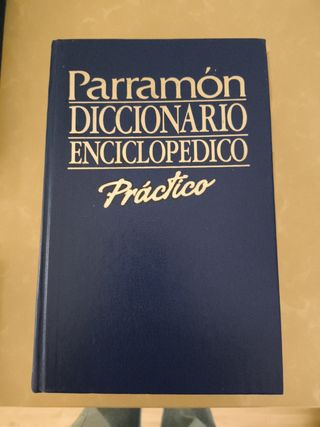 Parramón
DICCIONARIO
ENCICLOPEDICO
Práctico